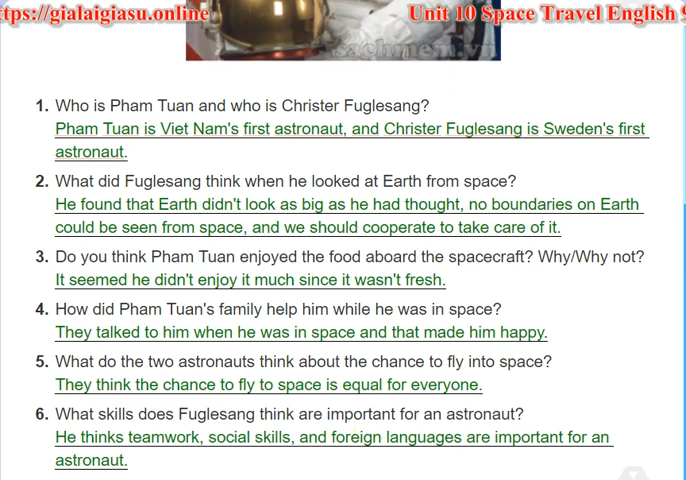 ttps://gialaigiasu.online Unit 10 Space Travel English 9
sachmem.vn
1. Who is Pham Tuan and who is Christer Fuglesang?
Pham Tuan is Viet Nam's first astronaut, and Christer Fuglesang is Sweden's first
astronaut.
2. What did Fuglesang think when he looked at Earth from space?
He found that Earth didn't look as big as he had thought, no boundaries on Earth
could be seen from space, and we should cooperate to take care of it.
3. Do you think Pham Tuan enjoyed the food aboard the spacecraft? Why/Why not?
It seemed he didn't enjoy it much since it wasn't fresh.
4. How did Pham Tuan's family help him while he was in space?
They talked to him when he was in space and that made him happy.
5. What do the two astronauts think about the chance to fly into space?
They think the chance to fly to space is equal for everyone.
6. What skills does Fuglesang think are important for an astronaut?
He thinks teamwork, social skills, and foreign languages are important for an
astronaut.